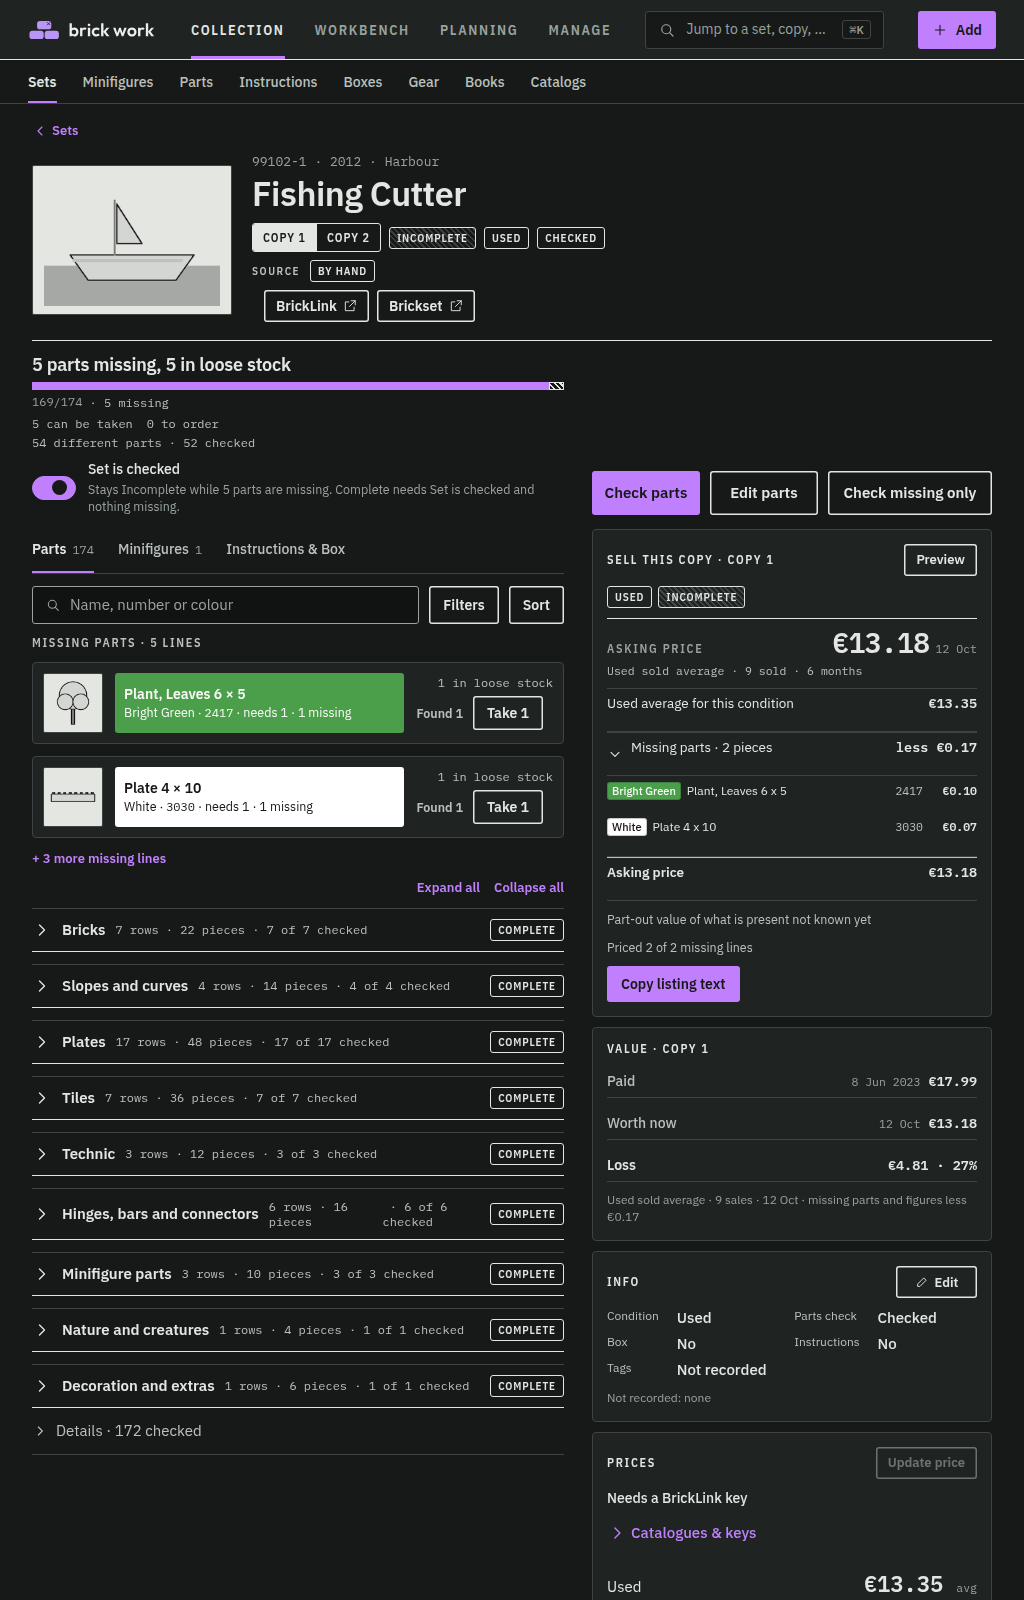 brick work
COLLECTION WORKBENCH PLANNING MANAGE
Jump to a set, copy, ... ⌘K
+ Add
Sets Minifigures Parts Instructions Boxes Gear Books Catalogs
Sets
99102-1 · 2012 · Harbour
Fishing Cutter
COPY 1 COPY 2 INCOMPLETE USED CHECKED
SOURCE BY HAND
BrickLink Brickset
5 parts missing, 5 in loose stock
169/174 · 5 missing
5 can be taken 0 to order
54 different parts · 52 checked
Set is checked
Stays Incomplete while 5 parts are missing. Complete needs Set is checked and
nothing missing.
Parts 174 Minifigures 1 Instructions & Box
Name, number or colour
Filters Sort
MISSING PARTS · 5 LINES
Plant, Leaves 6 × 5
Bright Green · 2417 · needs 1 · 1 missing
1 in loose stock
Found 1 Take 1
Plate 4 × 10
White · 3030 · needs 1 · 1 missing
1 in loose stock
Found 1 Take 1
+ 3 more missing lines
Expand all Collapse all
Bricks 7 rows · 22 pieces · 7 of 7 checked COMPLETE
Slopes and curves 4 rows · 14 pieces · 4 of 4 checked COMPLETE
Plates 17 rows · 48 pieces · 17 of 17 checked COMPLETE
Tiles 7 rows · 36 pieces · 7 of 7 checked COMPLETE
Technic 3 rows · 12 pieces · 3 of 3 checked COMPLETE
Hinges, bars and connectors 6 rows · 16 pieces · 6 of 6 checked COMPLETE
Minifigure parts 3 rows · 10 pieces · 3 of 3 checked COMPLETE
Nature and creatures 1 rows · 4 pieces · 1 of 1 checked COMPLETE
Decoration and extras 1 rows · 6 pieces · 1 of 1 checked COMPLETE
Details · 172 checked
Check parts Edit parts Check missing only
SELL THIS COPY · COPY 1 Preview
USED INCOMPLETE
ASKING PRICE €13.18 12 Oct
Used sold average · 9 sold · 6 months
Used average for this condition €13.35
Missing parts · 2 pieces less €0.17
Bright Green Plant, Leaves 6 x 5 2417 €0.10
White Plate 4 x 10 3030 €0.07
Asking price €13.18
Part-out value of what is present not known yet
Priced 2 of 2 missing lines
Copy listing text
VALUE · COPY 1
Paid 8 Jun 2023 €17.99
Worth now 12 Oct €13.18
Loss €4.81 · 27%
Used sold average · 9 sales · 12 Oct · missing parts and figures less
€0.17
INFO Edit
Condition Used Parts check Checked
Box No Instructions No
Tags Not recorded
Not recorded: none
PRICES Update price
Needs a BrickLink key
Catalogues & keys
Used €13.35 avg